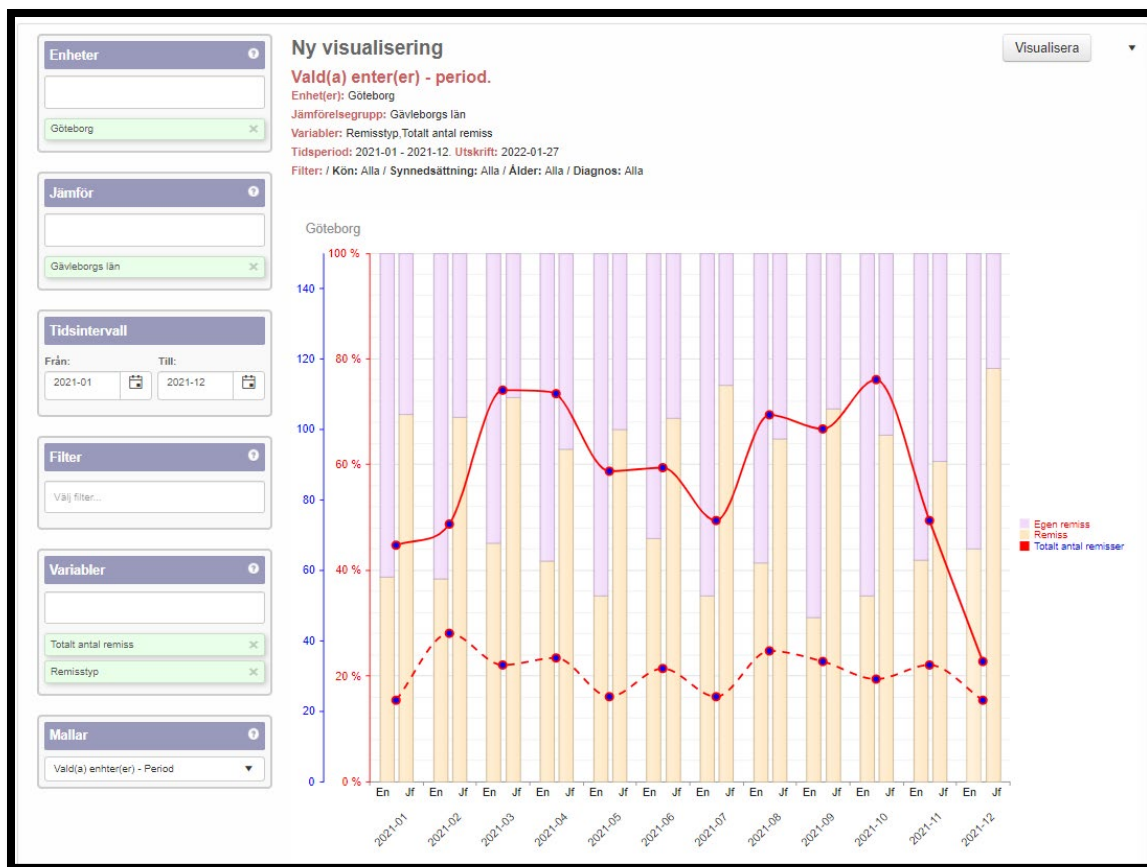 Enheter
Göteborg
Jämför
Gävleborgs län
Tidsintervall
Från: Till:
2021-01 2021-12
Filter
Välj filter...
Variabler
Totalt antal remiss
Remisstyp
Mallar
Vald(a) enhter(er) - Period
Ny visualisering
Visualisera
Vald(a) enter(er) - period.
Enhet(er): Göteborg
Jämförelsegrupp: Gävleborgs län
Variabler: Remisstyp,Totalt antal remiss
Tidsperiod: 2021-01 - 2021-12. Utskrift: 2022-01-27
Filter: / Kön: Alla / Synnedsättning: Alla / Ålder: Alla / Diagnos: Alla
Göteborg
100 %
140
120 80 %
100
60 %
80
60 40 %
40
20 %
20
0 0 %
Egen remiss
Remiss
Totalt antal remisser
En Jf En Jf En Jf En Jf En Jf En Jf En Jf En Jf En Jf En Jf En Jf En Jf
2021-01 2021-02 2021-03 2021-04 2021-05 2021-06 2021-07 2021-08 2021-09 2021-10 2021-11 2021-12